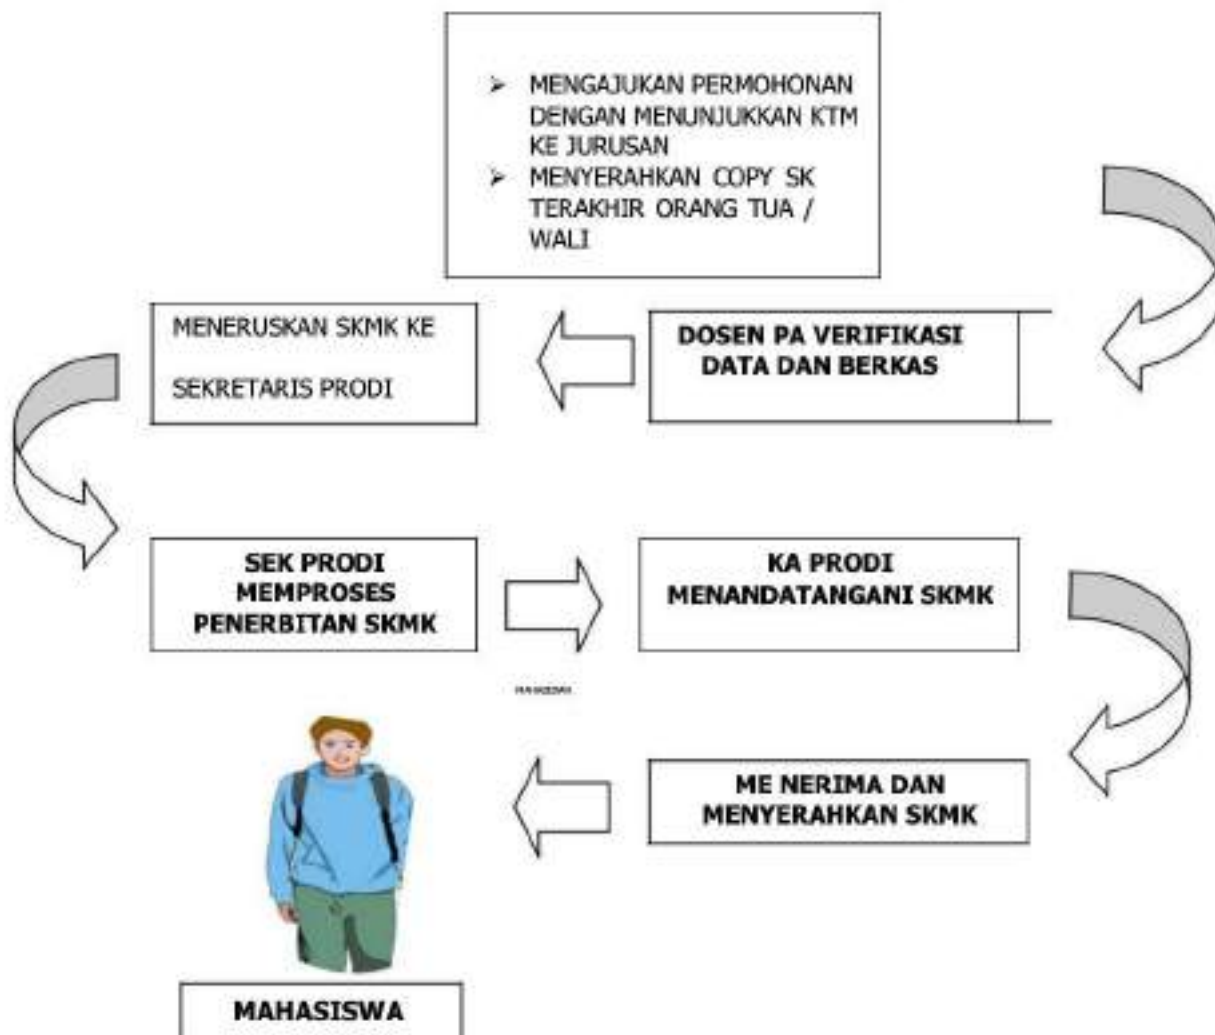 ➢ MENGAJUKAN PERMOHONAN
DENGAN MENUNJUKKAN KTM
KE JURUSAN
➢ MENYERAHKAN COPY SK
TERAKHIR ORANG TUA /
WALI
DOSEN PA VERIFIKASI
DATA DAN BERKAS
MENERUSKAN SKMK KE
SEKRETARIS PRODI
SEK PRODI
MEMPROSES
PENERBITAN SKMK
KA PRODI
MENANDATANGANI SKMK
ME NERIMA DAN
MENYERAHKAN SKMK
MAHASISWA